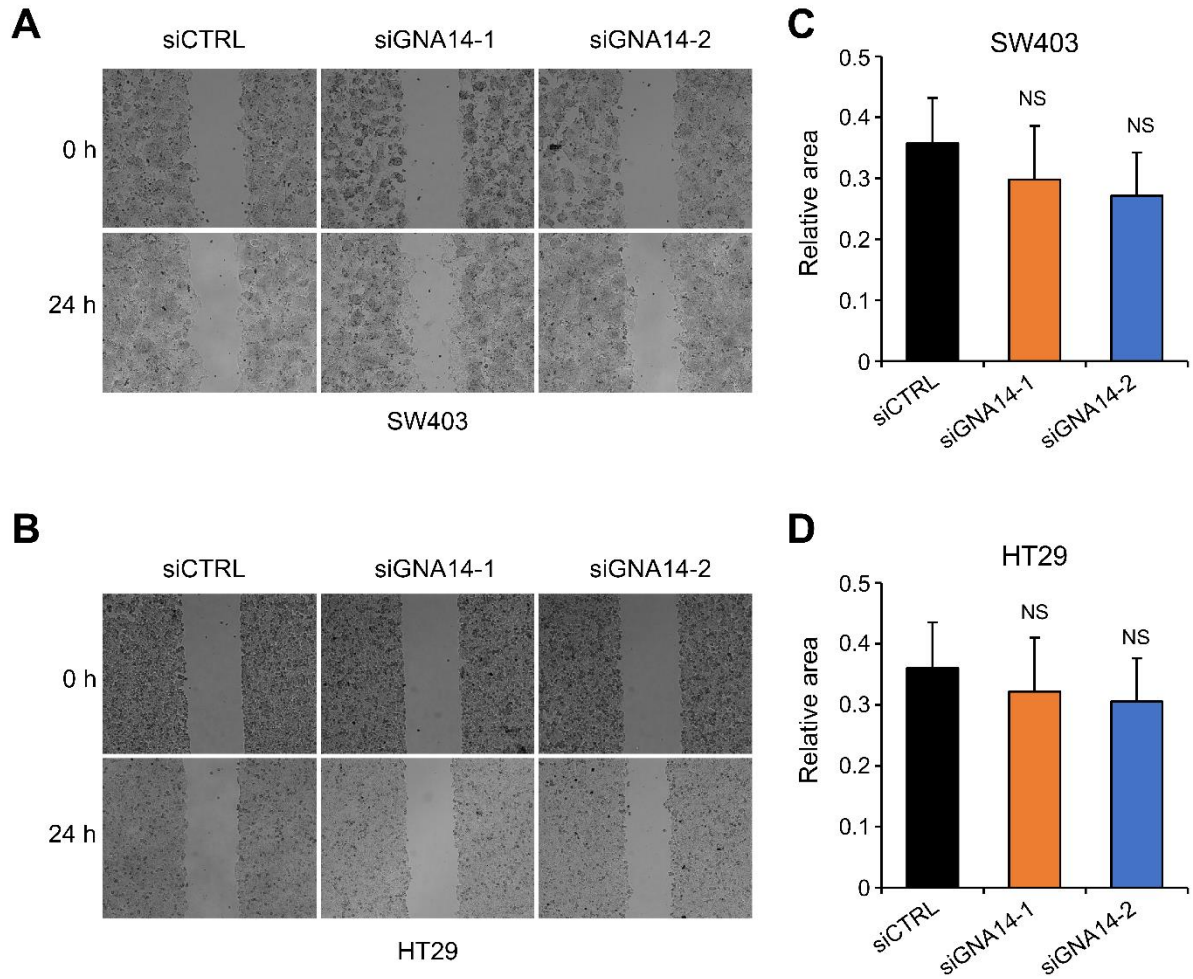 A
siCTRL siGNA14-1 siGNA14-2
0 h
24 h
SW403
B
siCTRL siGNA14-1 siGNA14-2
0 h
24 h
HT29
C
SW403
Relative area
0.5
0.4
0.3
0.2
0.1
0
NS
NS
siCTRL
siGNA14-1
siGNA14-2
D
HT29
Relative area
0.5
0.4
0.3
0.2
0.1
0
NS
NS
siCTRL
siGNA14-1
siGNA14-2